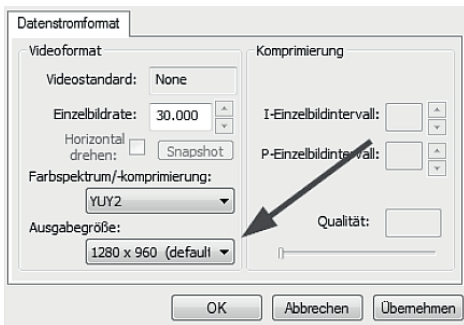 Datenstromformat
Videoformat
Videostandard: None
Einzelbildrate: 30.000
Horizontal
drehen:
Snapshot
Farbspektrum/-komprimierung:
YUY2
Ausgabegröße:
1280 x 960 (default
Komprimierung
I-Einzelbildintervall:
P-Einzelbildintervall:
Qualität:
OK Abbrechen Übernehmen